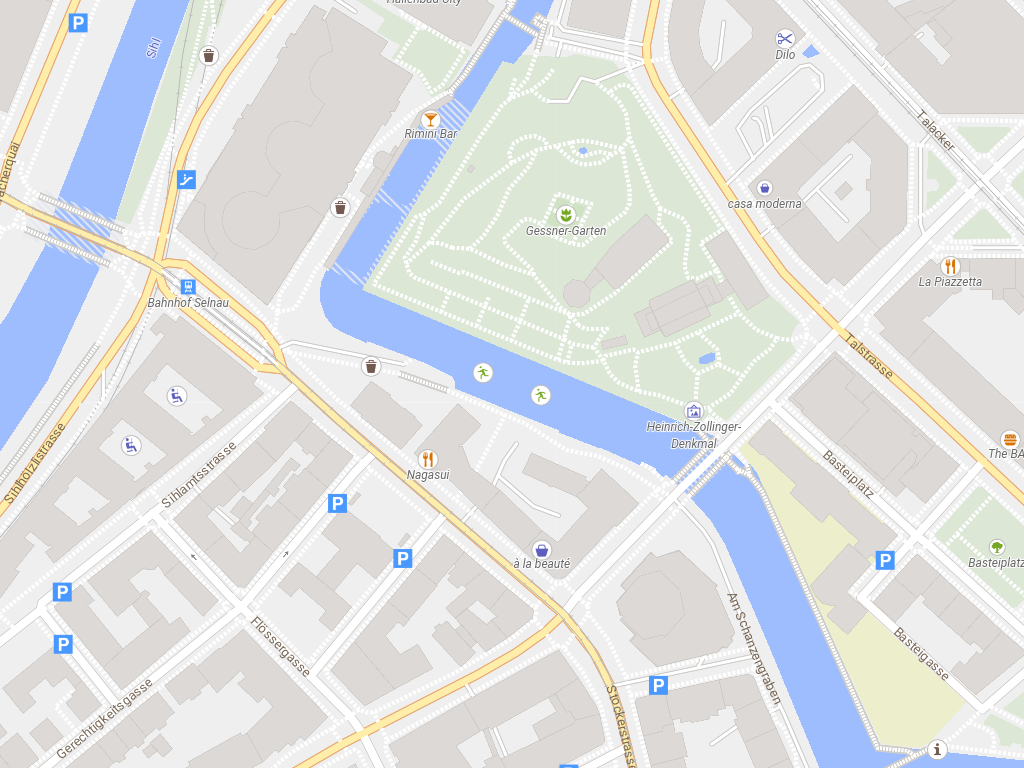 Hallenbad City
P
Sihl
Dilo
Talacker
Rimini Bar
casa moderna
Gessner-Garten
La Piazzetta
Bahnhof Selnau
Talstrasse
Heinrich-Zollinger-
Denkmal
The BA
Nagasui
Sihlhölzlistrasse
Sihlamtsstrasse
Basteiplatz
P
à la beauté
P
P
Basteiplatz
P
P
Am Schanzengraben
Flössergasse
Basteigasse
Gerechtigkeitsgasse
P
Stockerstrasse
i